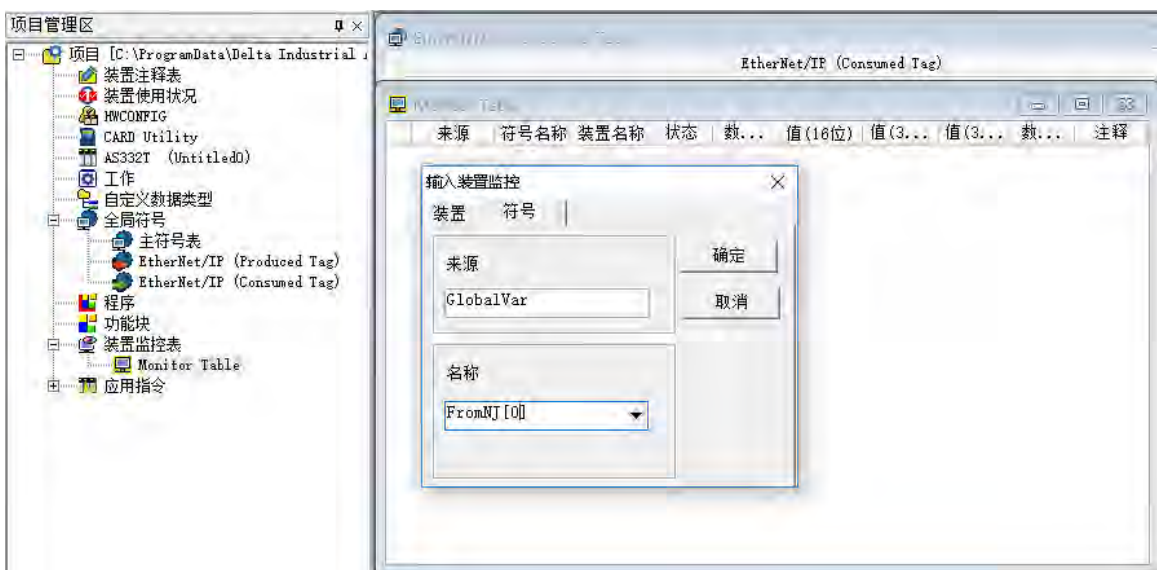 项目管理区
项目 [C:\ProgramData\Delta Industrial
装置注释表
装置使用状况
HWCONFIG
CARD Utility
AS332T (Untitled0)
工作
自定义数据类型
全局符号
主符号表
EtherNet/IP (Produced Tag)
EtherNet/IP (Consumed Tag)
程序
功能块
装置监控表
Monitor Table
应用指令
EtherNet/IP (Consumed Tag)
Monitor Table
来源 符号名称 装置名称 状态 数... 值(16位) 值(3... 值(3... 数... 注释
输入装置监控
装置 符号
来源
GlobalVar
名称
FromNJ[0]
确定
取消